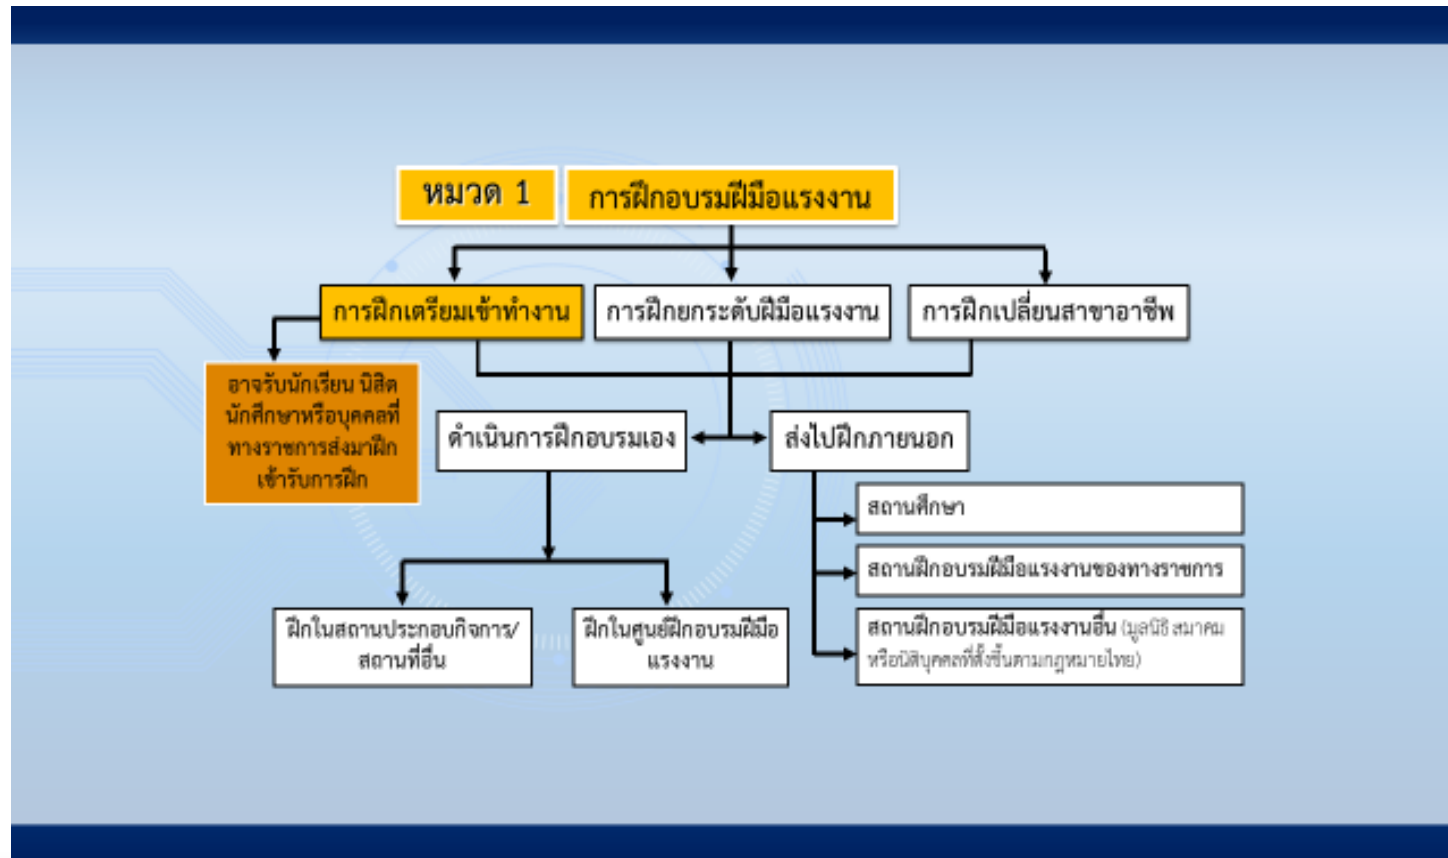 หมวด 1
การฝึกอบรมฝีมือแรงงาน
การฝึกเตรียมเข้าทำงาน
การฝึกยกระดับฝีมือแรงงาน
การฝึกเปลี่ยนสาขาอาชีพ
อาจรับนักเรียน นิสิต
นักศึกษาหรือบุคคลที่
ทางราชการส่งมาฝึก
เข้ารับการฝึก
ดำเนินการฝึกอบรมเอง
ส่งไปฝึกภายนอก
สถานศึกษา
สถานฝึกอบรมฝีมือแรงงานของทางราชการ
สถานฝึกอบรมฝีมือแรงงานอื่น (มูลนิธิ สมาคม
หรือนิติบุคคลที่ตั้งขึ้นตามกฎหมายไทย)
ฝึกในสถานประกอบกิจการ/
สถานที่อื่น
ฝึกในศูนย์ฝึกอบรมฝีมือ
แรงงาน